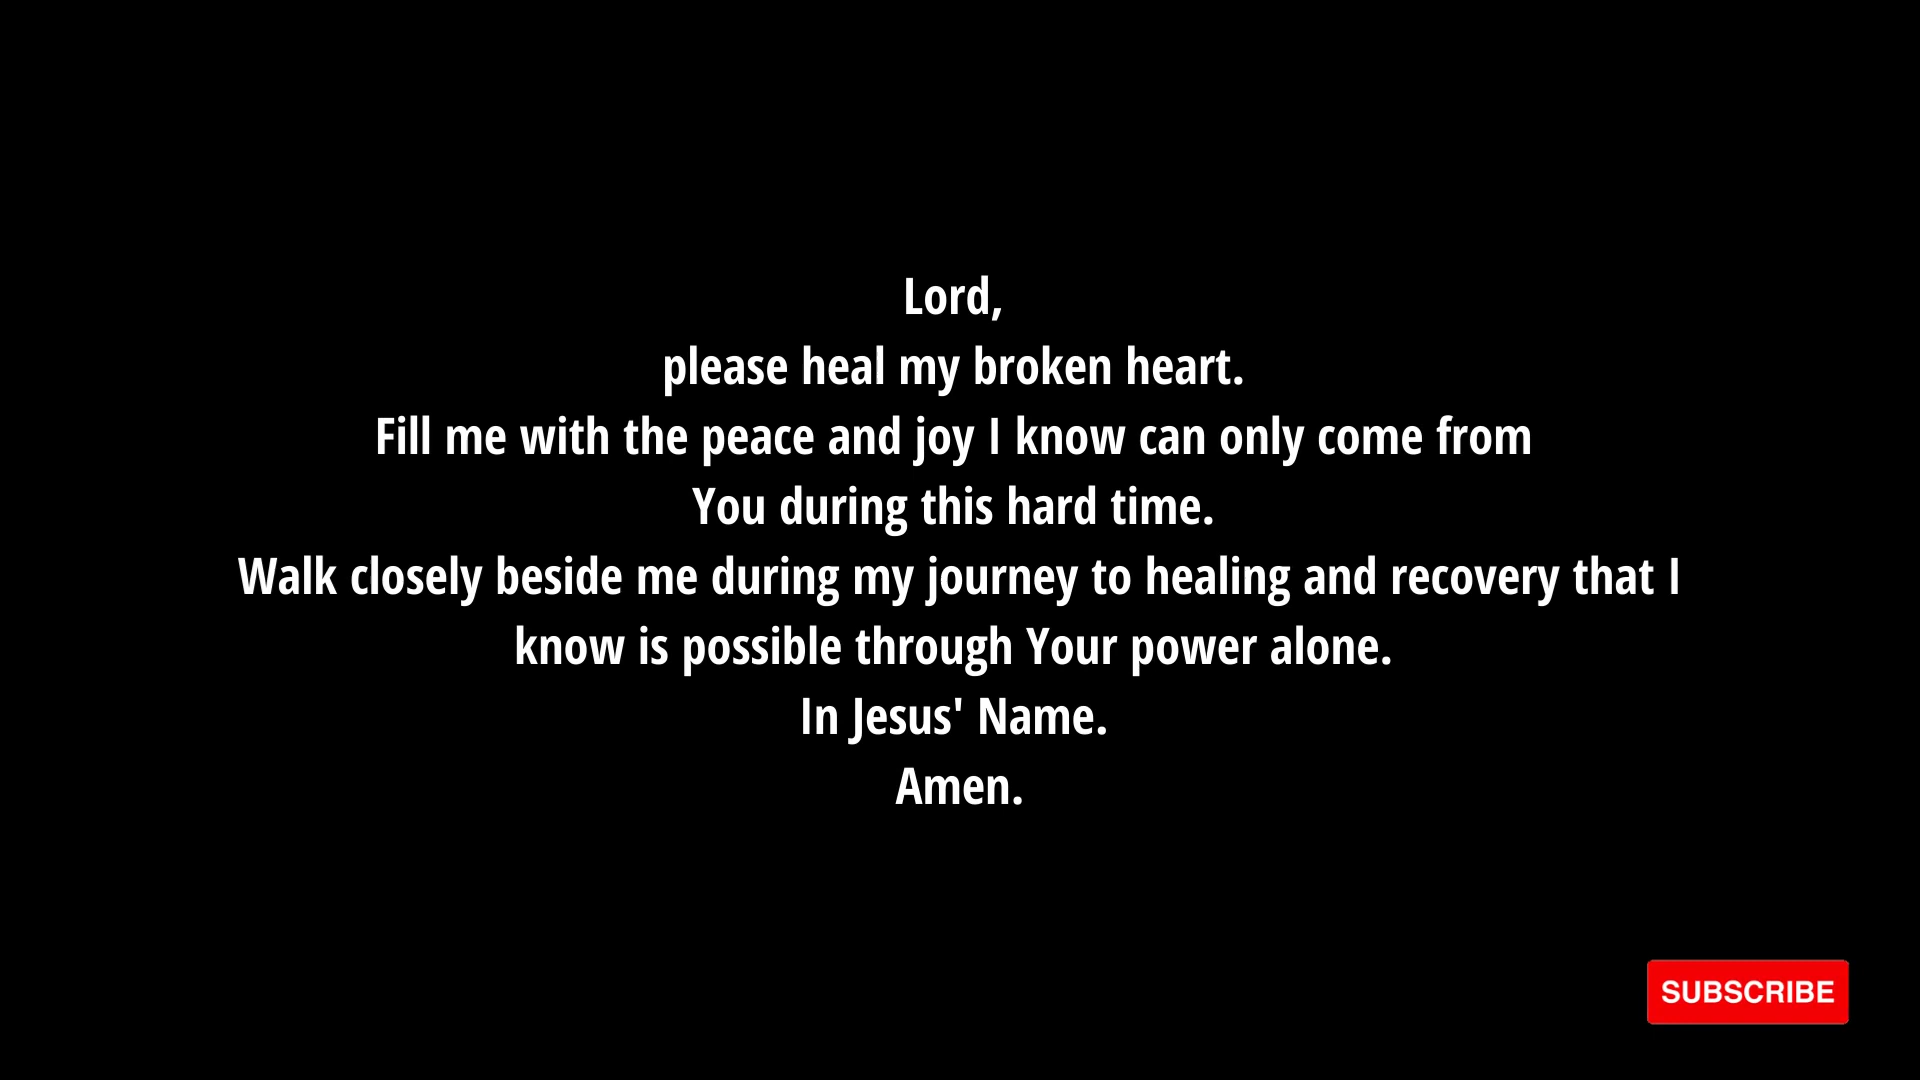 Lord,
please heal my broken heart.
Fill me with the peace and joy I know can only come from
You during this hard time.
Walk closely beside me during my journey to healing and recovery that I
know is possible through Your power alone.
In Jesus' Name.
Amen.
SUBSCRIBE